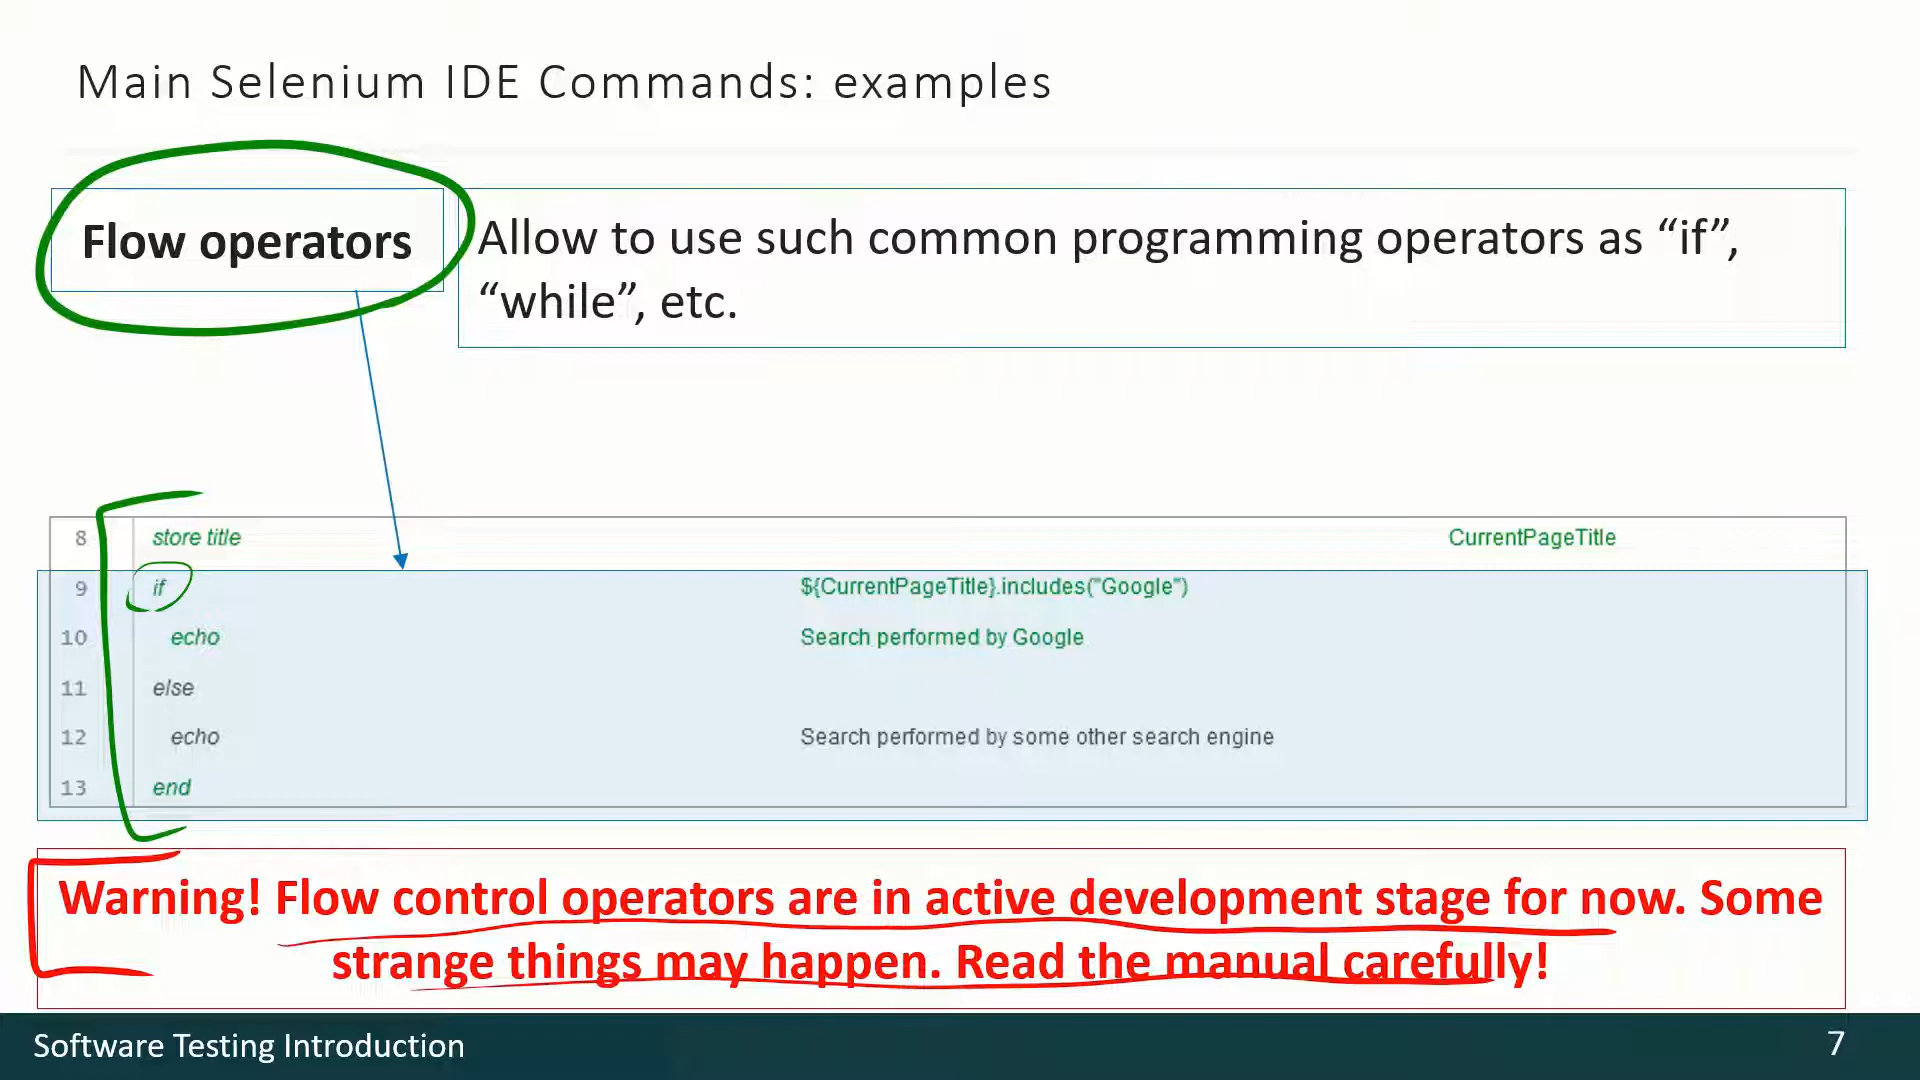 Main Selenium IDE Commands: examples
Flow operators
Allow to use such common programming operators as “if”,
“while”, etc.
8 store title CurrentPageTitle
9 if ${CurrentPageTitle}.includes("Google")
10 echo Search performed by Google
11 else
12 echo Search performed by some other search engine
13 end
Warning! Flow control operators are in active development stage for now. Some
strange things may happen. Read the manual carefully!
Software Testing Introduction
7